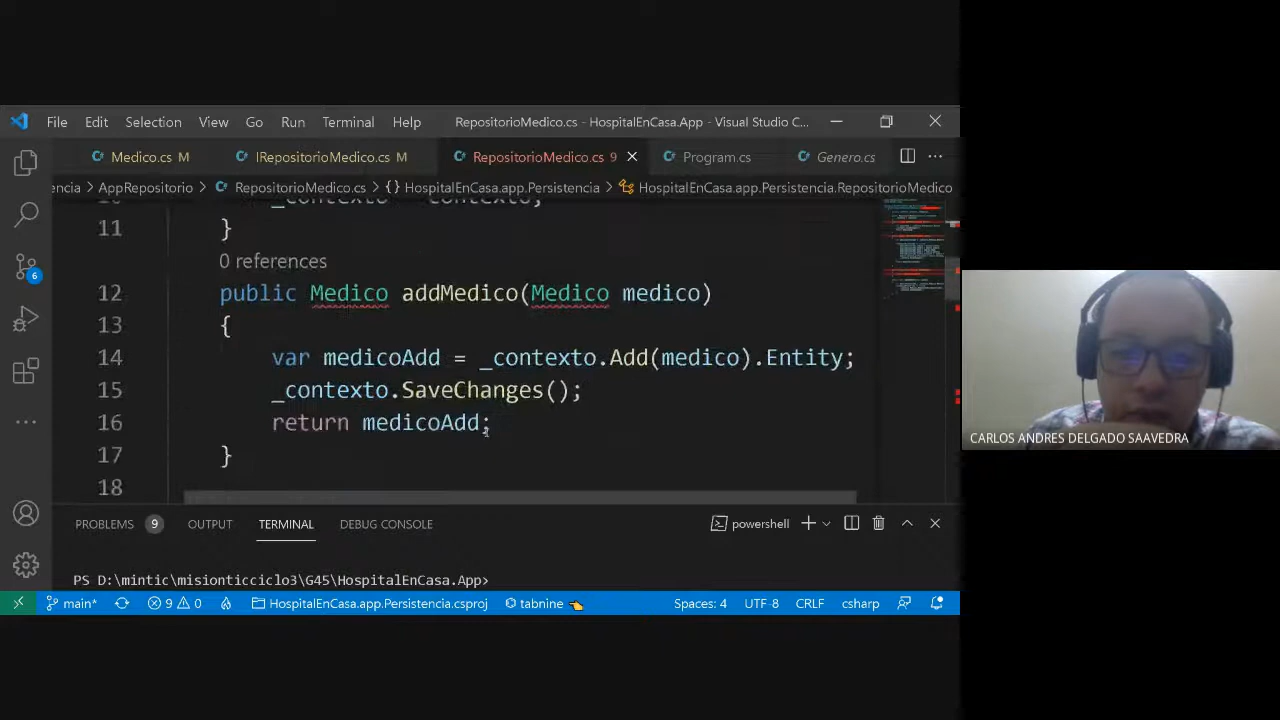 File Edit Selection View Go Run Terminal Help RepositorioMedico.cs - HospitalEnCasa.App - Visual Studio C...
Medico.cs M IRepositorioMedico.cs M RepositorioMedico.cs 9 Program.cs Genero.cs ...
encia > AppRepositorio > RepositorioMedico.cs > {} HospitalEnCasa.app.Persistencia > HospitalEnCasa.app.Persistencia.RepositorioMedico
11 }
0 references
12 public Medico addMedico(Medico medico)
13 {
14 var medicoAdd = _contexto.Add(medico).Entity;
15 _contexto.SaveChanges();
16 return medicoAdd;
17 }
18
6
CARLOS ANDRES DELGADO SAAVEDRA
PROBLEMS 9 OUTPUT TERMINAL DEBUG CONSOLE powershell
PS D:\mintic\misionticciclo3\G45\HospitalEnCasa.App>
main* 9 0 HospitalEnCasa.app.Persistencia.csproj tabnine Spaces: 4 UTF-8 CRLF csharp